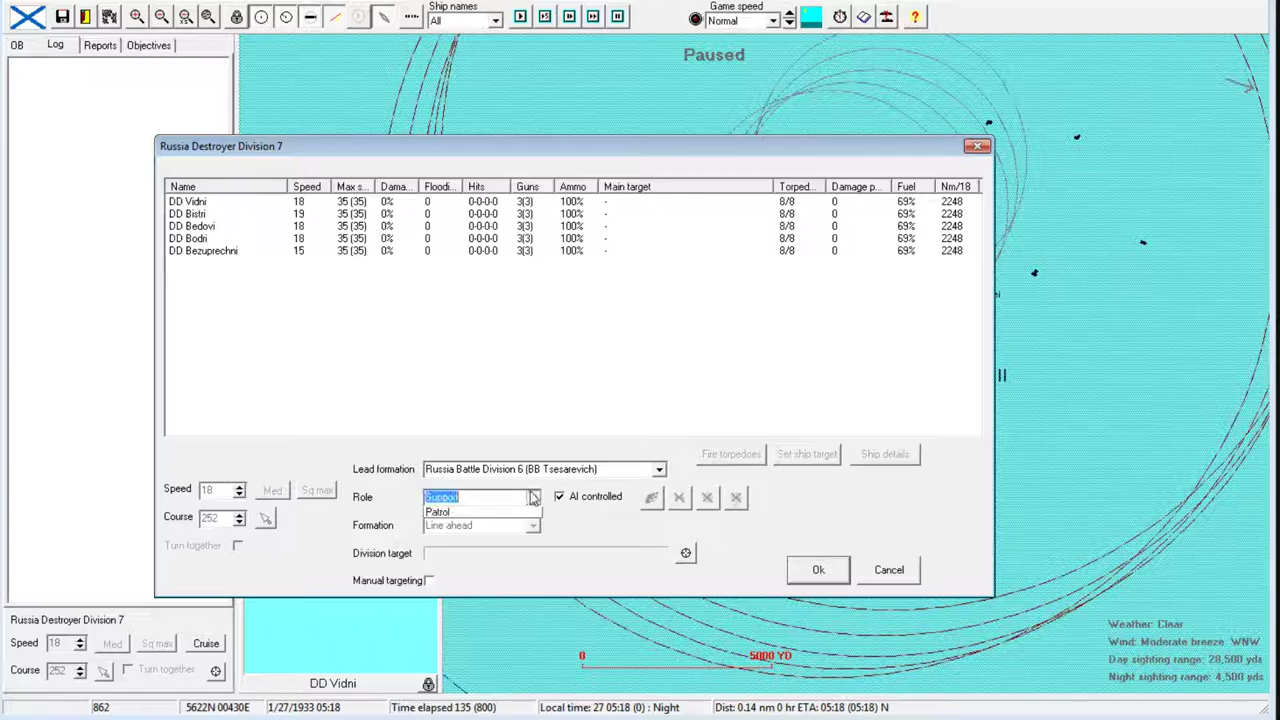 Ship names
All
Game speed
Normal
OB Log Reports Objectives
Paused
Russia Destroyer Division 7
Name Speed Max s... Dama... Floodi... Hits Guns Ammo Main target Torped... Damage p... Fuel Nm/18
DD Vidni 18 35 (35) 0% 0 0-0-0-0 3(3) 100% - 8/8 0 69% 2248
DD Bistri 19 35 (35) 0% 0 0-0-0-0 3(3) 100% - 8/8 0 69% 2248
DD Bedovi 18 35 (35) 0% 0 0-0-0-0 3(3) 100% - 8/8 0 69% 2248
DD Bodri 18 35 (35) 0% 0 0-0-0-0 3(3) 100% - 8/8 0 69% 2248
DD Bezuprechni 15 35 (35) 0% 0 0-0-0-0 3(3) 100% - 8/8 0 69% 2248
Fire torpedoes Set ship target Ship details
Lead formation Russia Battle Division 6 (BB Tsesarevich)
Speed 18 Med Sq max
Role Support AI controlled
Patrol
Course 252
Formation Line ahead
Turn-together
Division target
Manual targeting
Ok Cancel
Russia Destroyer Division 7
Speed 18 Med Sq max Cruise
Course 252 Turn together
DD Vidni
0 5000 YD
Weather: Clear
Wind: Moderate breeze, WNW
Day sighting range: 28,500 yds
Night sighting range: 4,500 yds
862 5622N 00430E 1/27/1933 05:18 Time elapsed 135 (800) Local time: 27 05:18 (0) : Night Dist: 0.14 nm 0 hr ETA: 05:18 (05:18) N